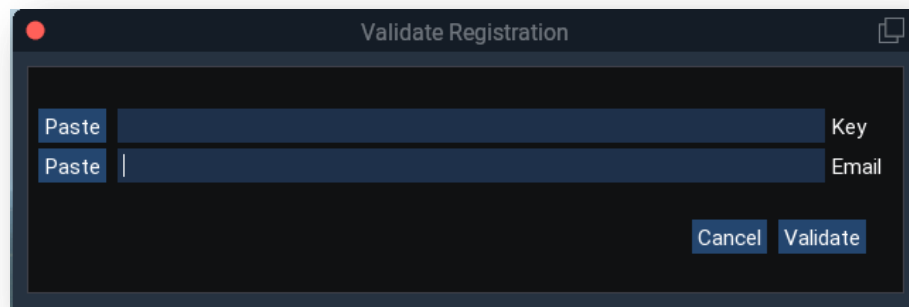 Validate Registration
Paste Key
Paste Email
Cancel Validate